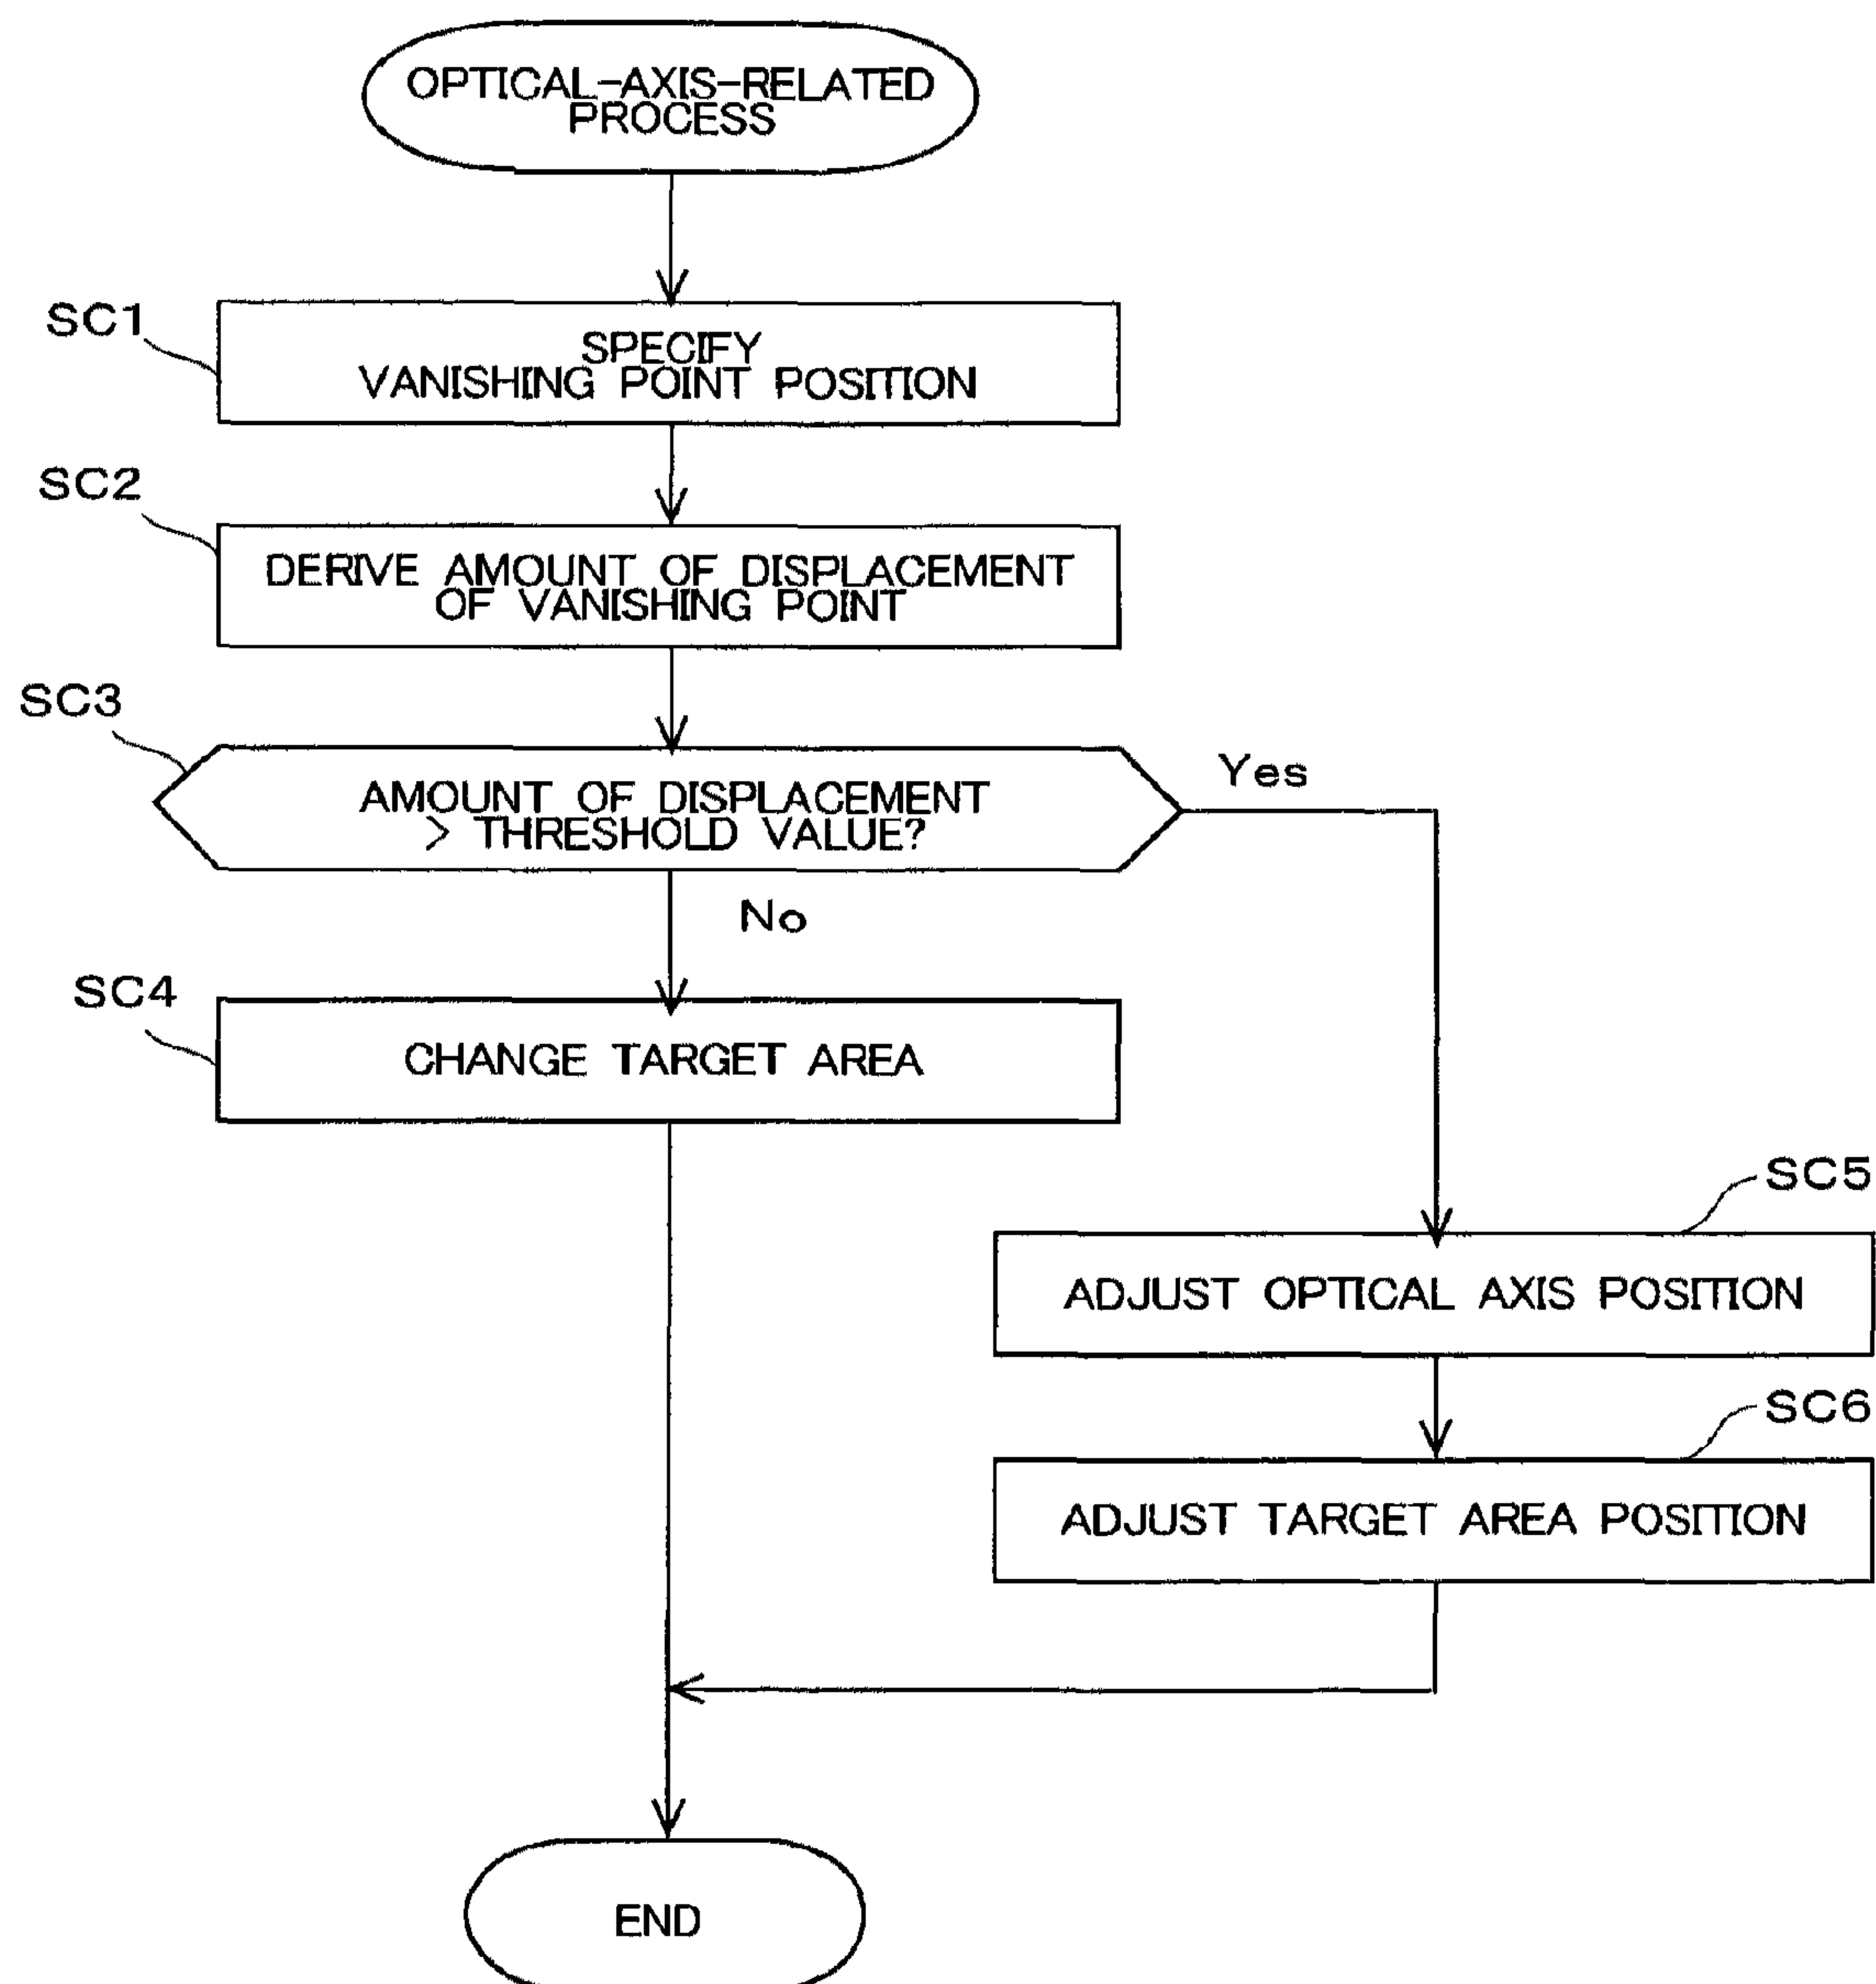 OPTICAL-AXIS-RELATED
PROCESS
SC1
SPECIFY
VANISHING POINT POSITION
SC2
DERIVE AMOUNT OF DISPLACEMENT
OF VANISHING POINT
SC3
AMOUNT OF DISPLACEMENT
> THRESHOLD VALUE?
Yes
No
SC4
CHANGE TARGET AREA
SC5
ADJUST OPTICAL AXIS POSITION
SC6
ADJUST TARGET AREA POSITION
END